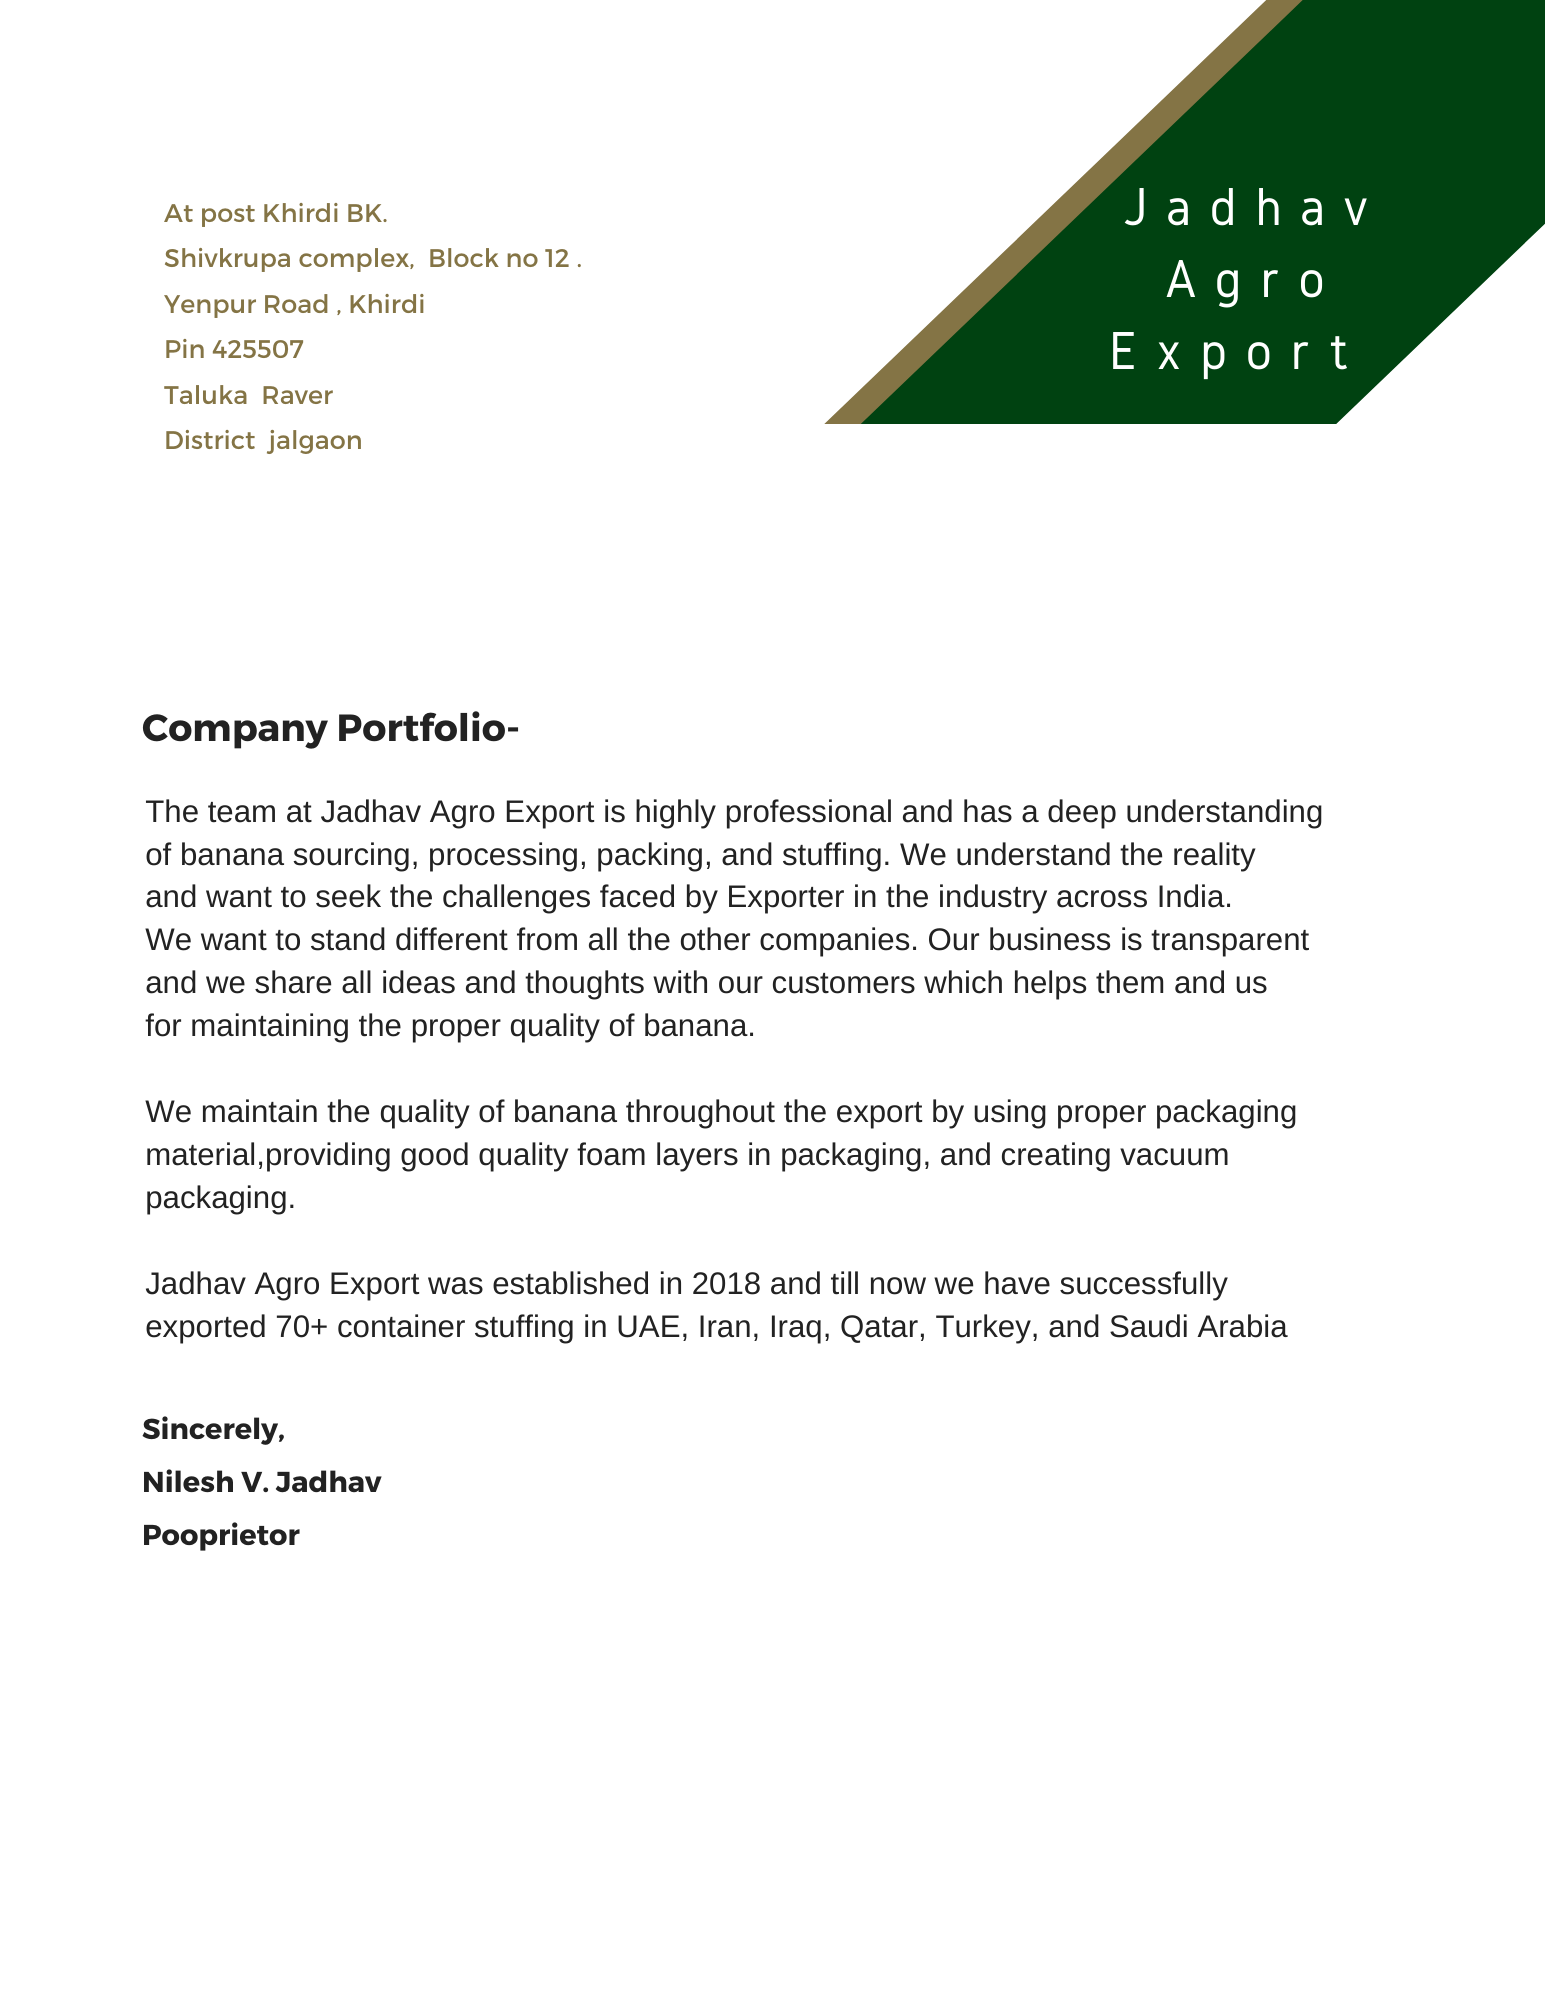 At post Khirdi BK.
Shivkrupa complex, Block no 12 .
Yenpur Road , Khirdi
Pin 425507
Taluka Raver
District jalgaon
Jadhav
Agro
Export
Company Portfolio-
The team at Jadhav Agro Export is highly professional and has a deep understanding
of banana sourcing, processing, packing, and stuffing. We understand the reality
and want to seek the challenges faced by Exporter in the industry across India.
We want to stand different from all the other companies. Our business is transparent
and we share all ideas and thoughts with our customers which helps them and us
for maintaining the proper quality of banana.
We maintain the quality of banana throughout the export by using proper packaging
material,providing good quality foam layers in packaging, and creating vacuum
packaging.
Jadhav Agro Export was established in 2018 and till now we have successfully
exported 70+ container stuffing in UAE, Iran, Iraq, Qatar, Turkey, and Saudi Arabia
Sincerely,
Nilesh V. Jadhav
Pooprietor